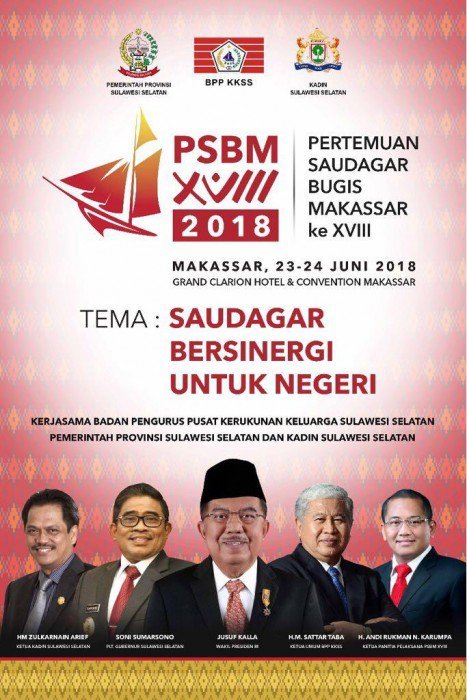 PEMERINTAH PROVINSI
SULAWESI SELATAN
BPP KKSS
KADIN
SULAWESI SELATAN
PSBM
XVIII
2018
PERTEMUAN
SAUDAGAR
BUGIS
MAKASSAR
ke XVIII
MAKASSAR, 23-24 JUNI 2018
GRAND CLARION HOTEL & CONVENTION MAKASSAR
TEMA : SAUDAGAR
BERSINERGI
UNTUK NEGERI
KERJASAMA BADAN PENGURUS PUSAT KERUKUNAN KELUARGA SULAWESI SELATAN
PEMERINTAH PROVINSI SULAWESI SELATAN DAN KADIN SULAWESI SELATAN
HM ZULKARNAIN ARIEF
KETUA KADIN SULAWESI SELATAN
SONI SUMARSONO
PLT. GUBERNUR SULAWESI SELATAN
JUSUF KALLA
WAKIL PRESIDEN RI
H.M. SATTAR TABA
KETUA UMUM BPP KKSS
H. ANDI RUKMAN N. KARUMPA
KETUA PANITIA PELAKSANA PSBM XVIII